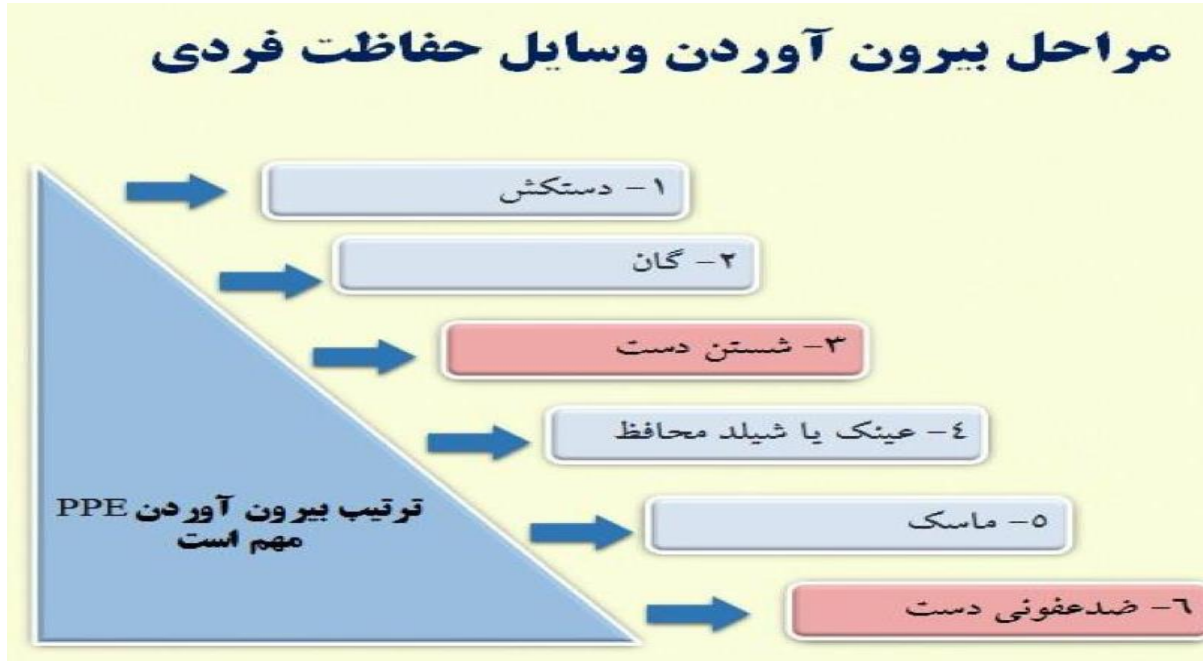 مراحل بیرون آوردن وسایل حفاظت فردی
۱- دستکش
۲- گان
۳- شستن دست
٤- عینک یا شیلد محافظ
٥- ماسک
٦- ضدعفونی دست
ترتیب بیرون آوردن PPE
مهم است